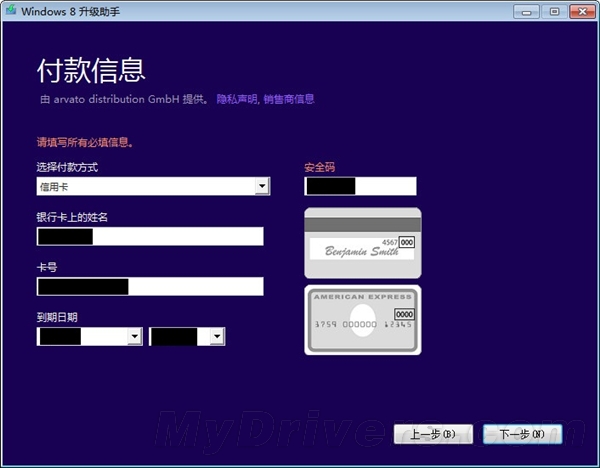 Windows 8 升级助手
付款信息
由 arvato distribution GmbH 提供。 隐私声明, 销售商信息
请填写所有必填信息。
选择付款方式
信用卡
安全码
银行卡上的姓名
4567 000
Benjamin Smith
卡号
AMERICAN EXPRESS
0000
3759 000000 12345
到期日期
上一步(B)
下一步(N)
MyDrivers.com